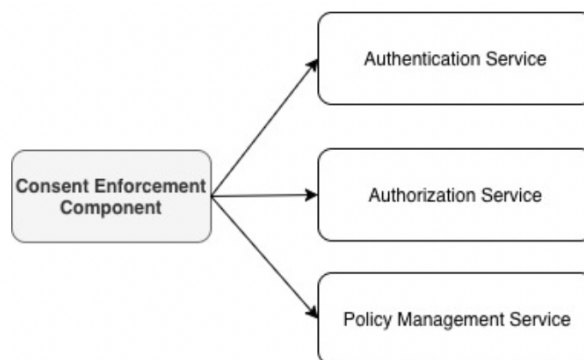 Authentication Service
Consent Enforcement
Component
Authorization Service
Policy Management Service